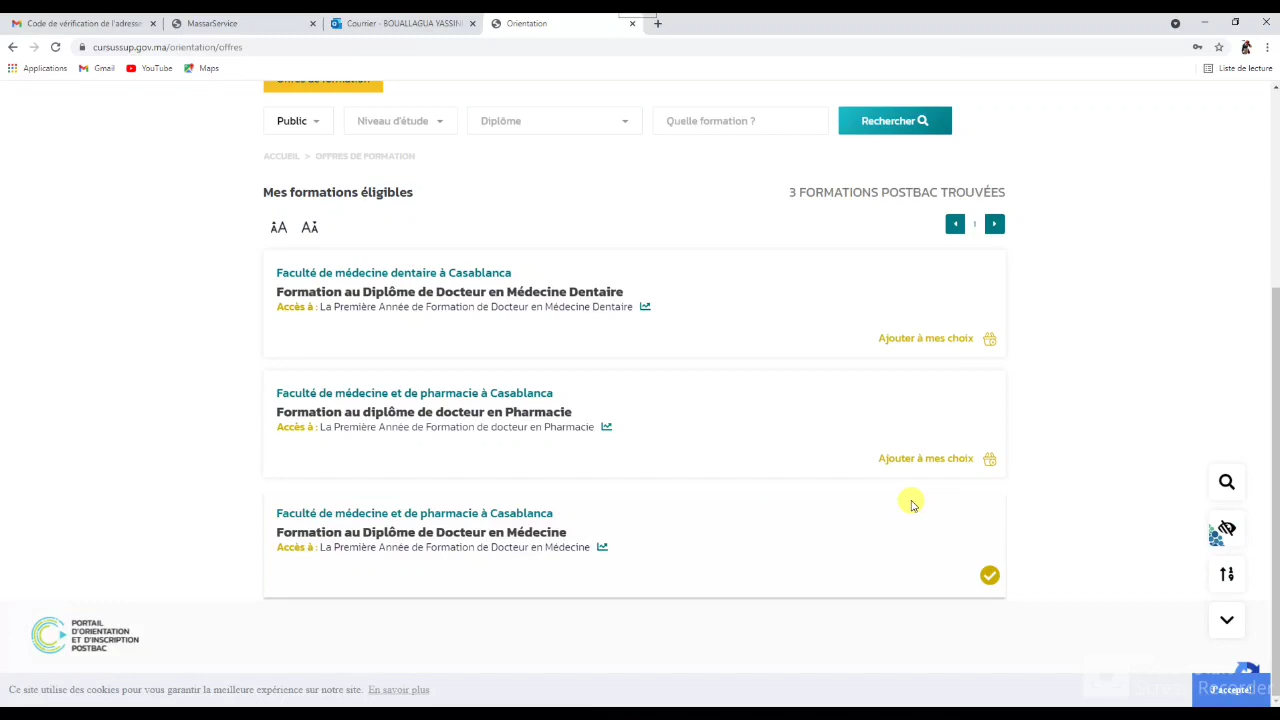 Code de vérification de l'adresse
MassarService
Courrier - BOUALLAGUA YASSIN
Orientation
cursussup.gov.ma/orientation/offres
Applications
Gmail
YouTube
Maps
Liste de lecture
Offres de formation
Public
Niveau d'étude
Diplôme
Quelle formation ?
Rechercher
ACCUEIL > OFFRES DE FORMATION
Mes formations éligibles
3 FORMATIONS POSTBAC TROUVÉES
AA
AA
1
Faculté de médecine dentaire à Casablanca
Formation au Diplôme de Docteur en Médecine Dentaire
Accès à : La Première Année de Formation de Docteur en Médecine Dentaire
Ajouter à mes choix
Faculté de médecine et de pharmacie à Casablanca
Formation au diplôme de docteur en Pharmacie
Accès à : La Première Année de Formation de docteur en Pharmacie
Ajouter à mes choix
Faculté de médecine et de pharmacie à Casablanca
Formation au Diplôme de Docteur en Médecine
Accès à : La Première Année de Formation de Docteur en Médecine
PORTAIL
D'ORIENTATION
ET D'INSCRIPTION
POSTBAC
Ce site utilise des cookies pour vous garantir la meilleure expérience sur notre site. En savoir plus
J'accepte!
Screen Recorder